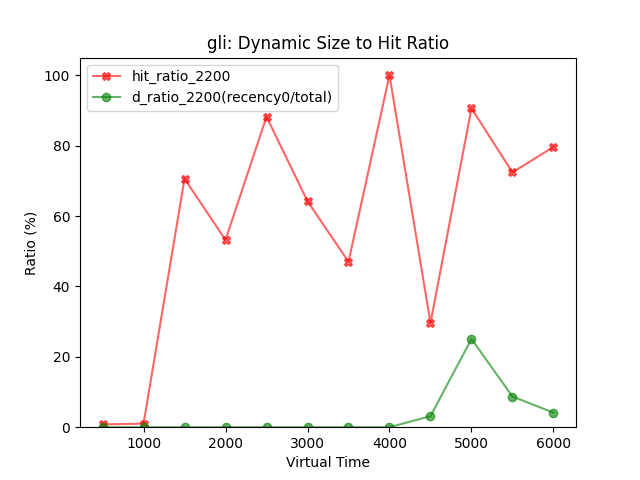 gli: Dynamic Size to Hit Ratio
hit_ratio_2200
d_ratio_2200(recency0/total)
Ratio (%)
100
80
60
40
20
0
1000 2000 3000 4000 5000 6000
Virtual Time